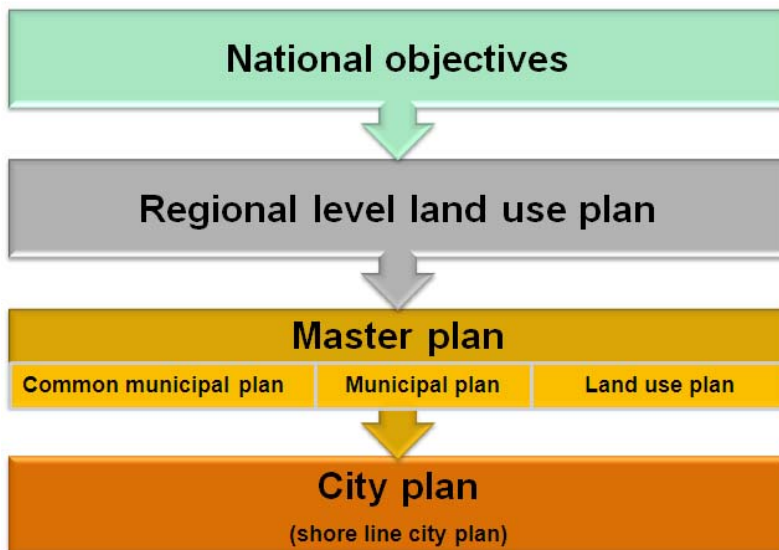 National objectives
Regional level land use plan
Master plan
Common municipal plan
Municipal plan
Land use plan
City plan
(shore line city plan)